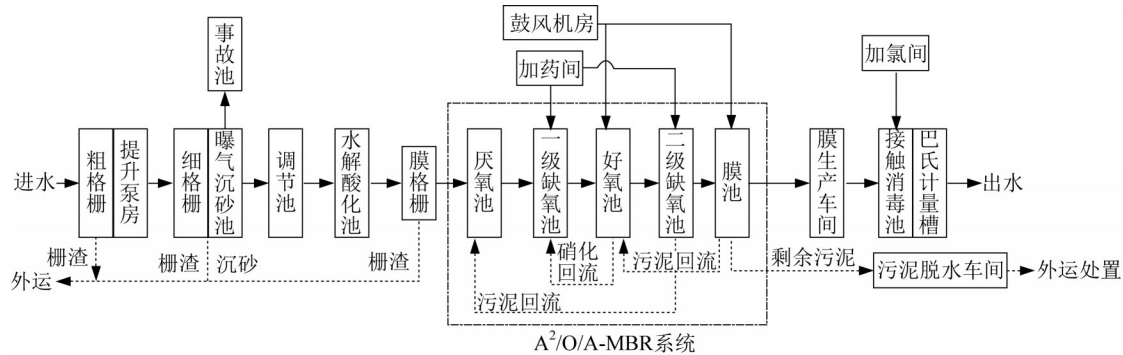 鼓风机房
事故池
加药间
加氯间
进水
粗格栅
提升泵房
细格栅
曝气沉砂池
调节池
水解酸化池
膜格栅
厌氧池
一级缺氧池
好氧池
二级缺氧池
膜池
膜生产车间
接触消毒池
巴氏计量槽
出水
栅渣
栅渣
沉砂
栅渣
硝化
回流
污泥回流
剩余污泥
外运
污泥脱水车间
外运处置
污泥回流
A²/O/A-MBR系统